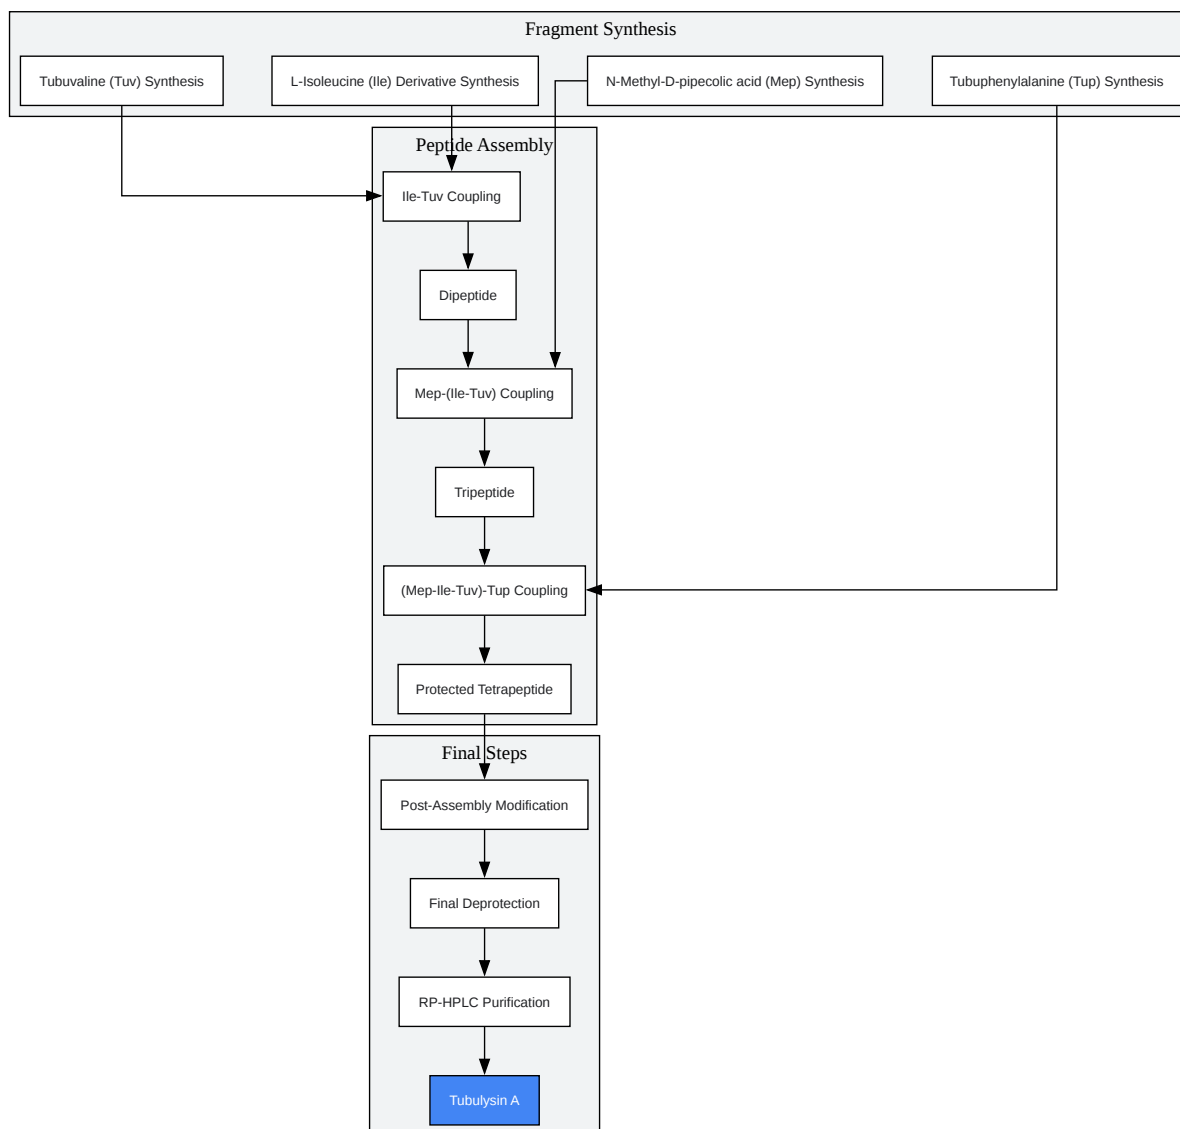 Fragment Synthesis
Tubuvaline (Tuv) Synthesis
L-Isoleucine (Ile) Derivative Synthesis
N-Methyl-D-pipecolic acid (Mep) Synthesis
Tubuphenylalanine (Tup) Synthesis
Peptide Assembly
Ile-Tuv Coupling
Dipeptide
Mep-(Ile-Tuv) Coupling
Tripeptide
(Mep-Ile-Tuv)-Tup Coupling
Protected Tetrapeptide
Final Steps
Post-Assembly Modification
Final Deprotection
RP-HPLC Purification
Tubulysin A